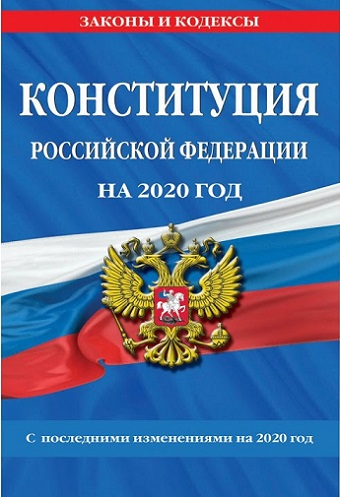 ЗАКОНЫ И КОДЕКСЫ
КОНСТИТУЦИЯ
РОССИЙСКОЙ ФЕДЕРАЦИИ
НА 2020 ГОД
С последними изменениями на 2020 год